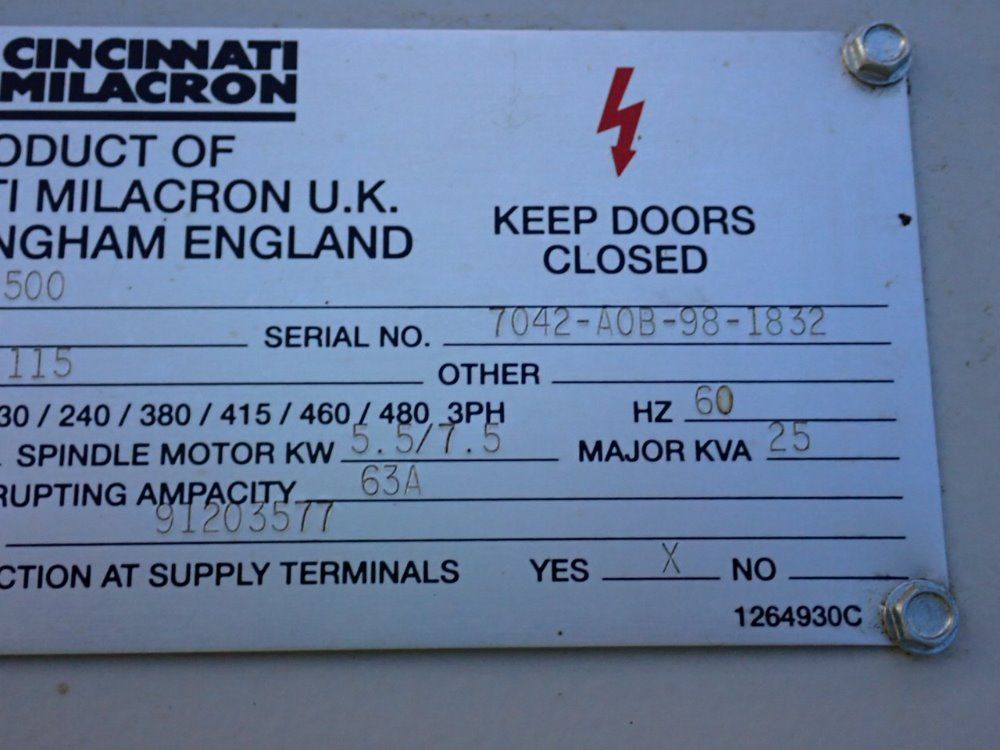 CINCINNATI
MILACRON
ODUCT OF
TI MILACRON U.K.
NGHAM ENGLAND
KEEP DOORS
CLOSED
500
SERIAL NO. 7042-A0B-98-1832
115
OTHER
30 / 240 / 380 / 415 / 460 / 480 3PH HZ 60
SPINDLE MOTOR KW 5.5/7.5 MAJOR KVA 25
RUPTING AMPACITY 63A
91203577
CTION AT SUPPLY TERMINALS YES X NO
1264930C